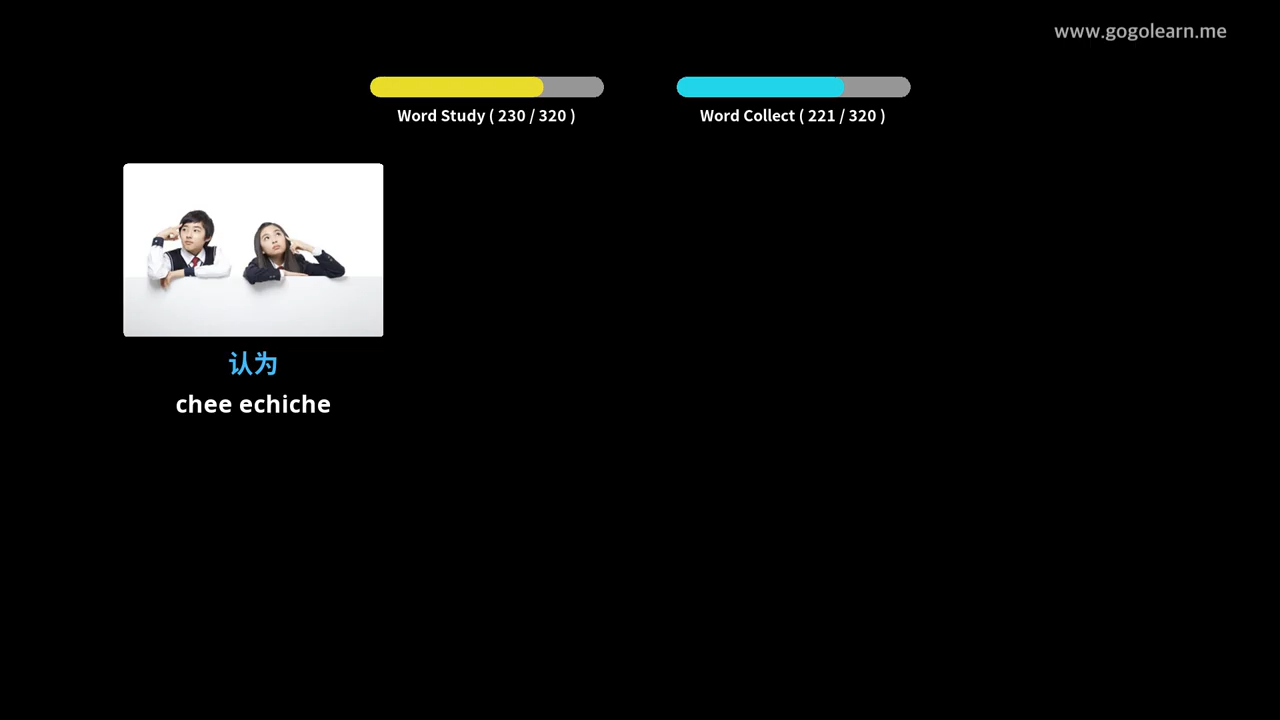 www.gogolearn.me
Word Study ( 230 / 320 )
Word Collect ( 221 / 320 )
认为
chee echiche